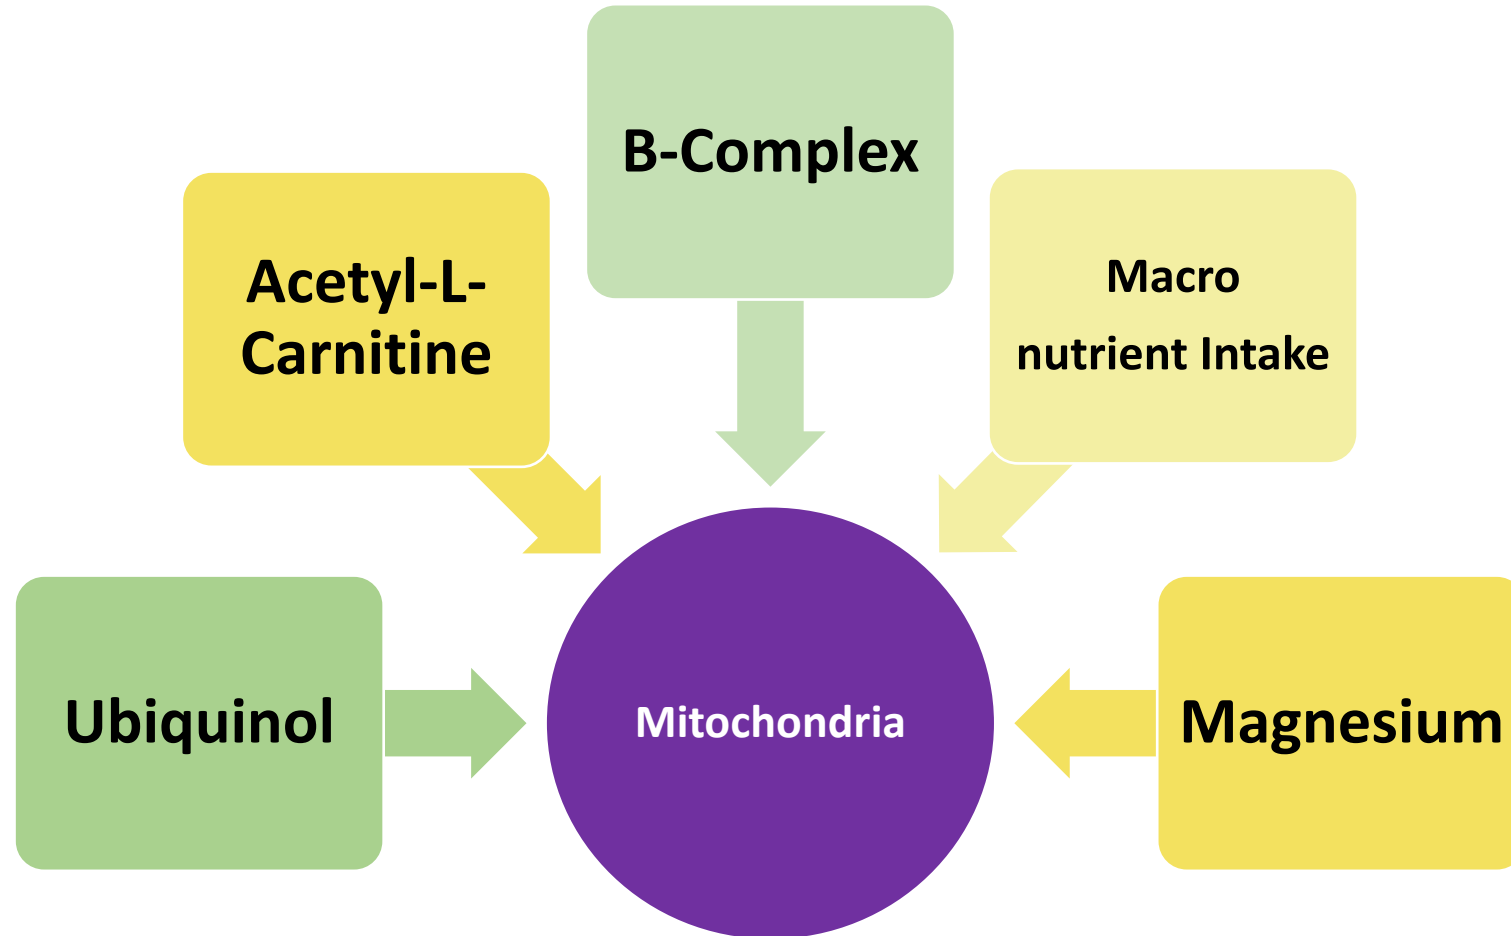 B-Complex
Acetyl-L-
Carnitine
Macro
nutrient Intake
Ubiquinol
Mitochondria
Magnesium